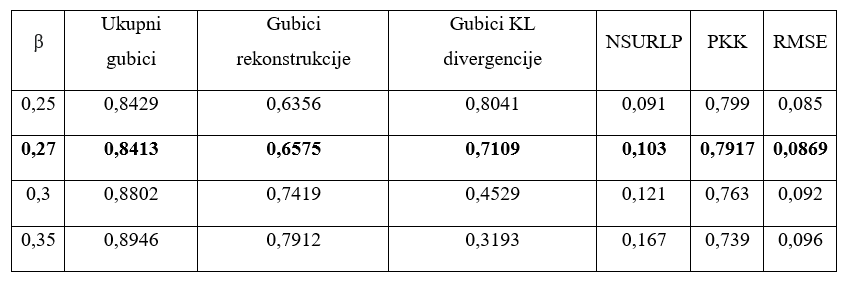 β Ukupni gubici Gubici rekonstrukcije Gubici KL divergencije NSURLP PKK RMSE
0,25 0,8429 0,6356 0,8041 0,091 0,799 0,085
0,27 0,8413 0,6575 0,7109 0,103 0,7917 0,0869
0,3 0,8802 0,7419 0,4529 0,121 0,763 0,092
0,35 0,8946 0,7912 0,3193 0,167 0,739 0,096